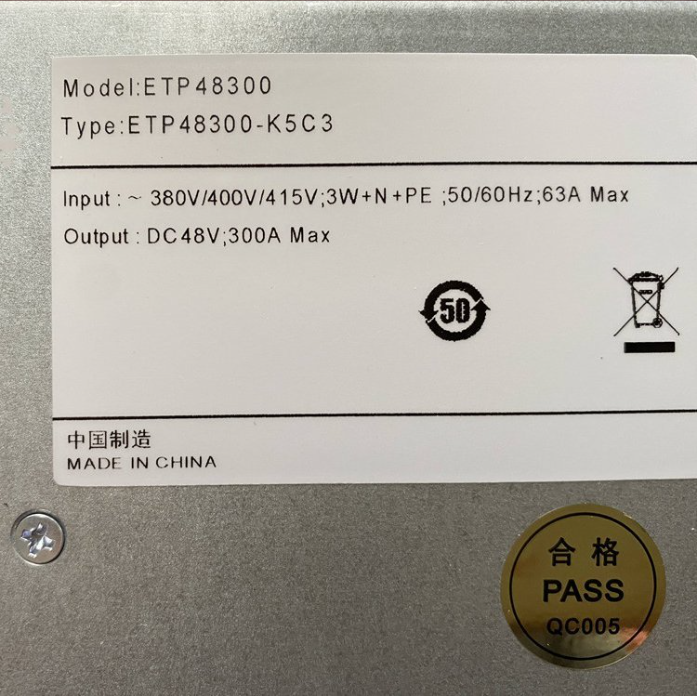 Model:ETP48300
Type:ETP48300-K5C3
Input : ~ 380V/400V/415V;3W+N+PE ;50/60Hz;63A Max
Output : DC48V;300A Max
50
中国制造
MADE IN CHINA
合格
PASS
QC005